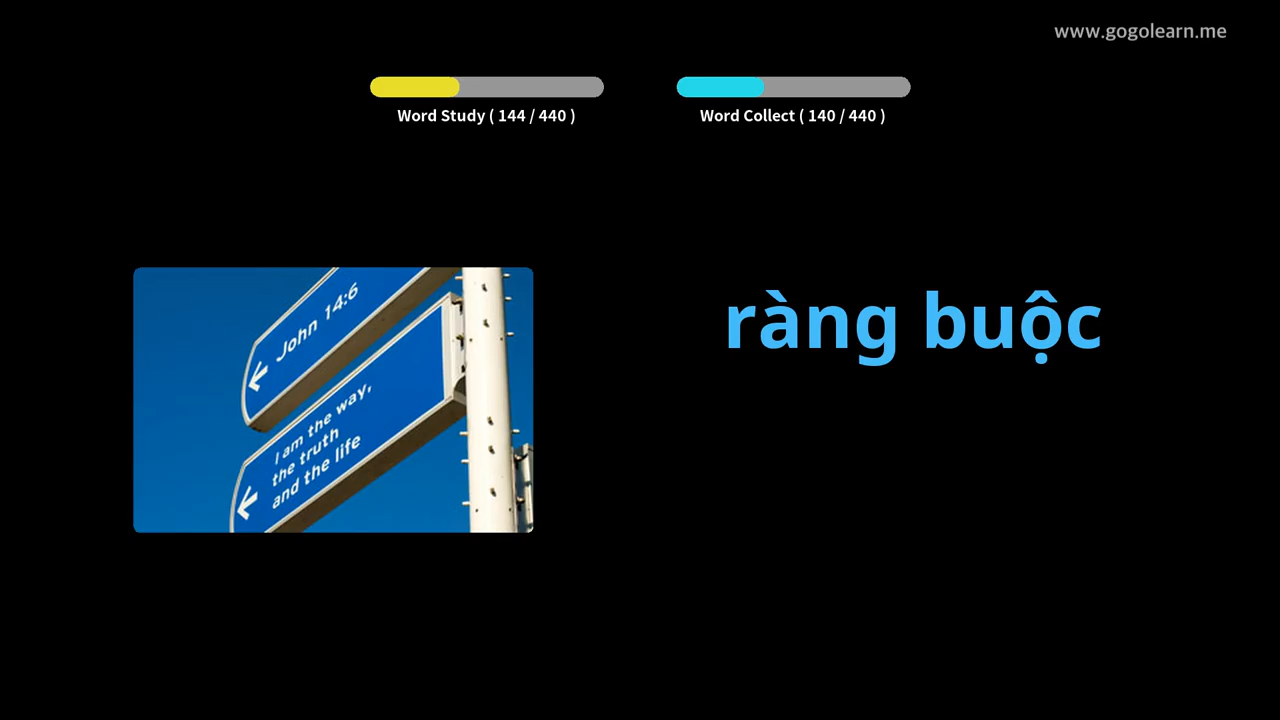 www.gogolearn.me
Word Study ( 144 / 440 )
Word Collect ( 140 / 440 )
John 14:6
I am the way,
the truth
and the life
ràng buộc